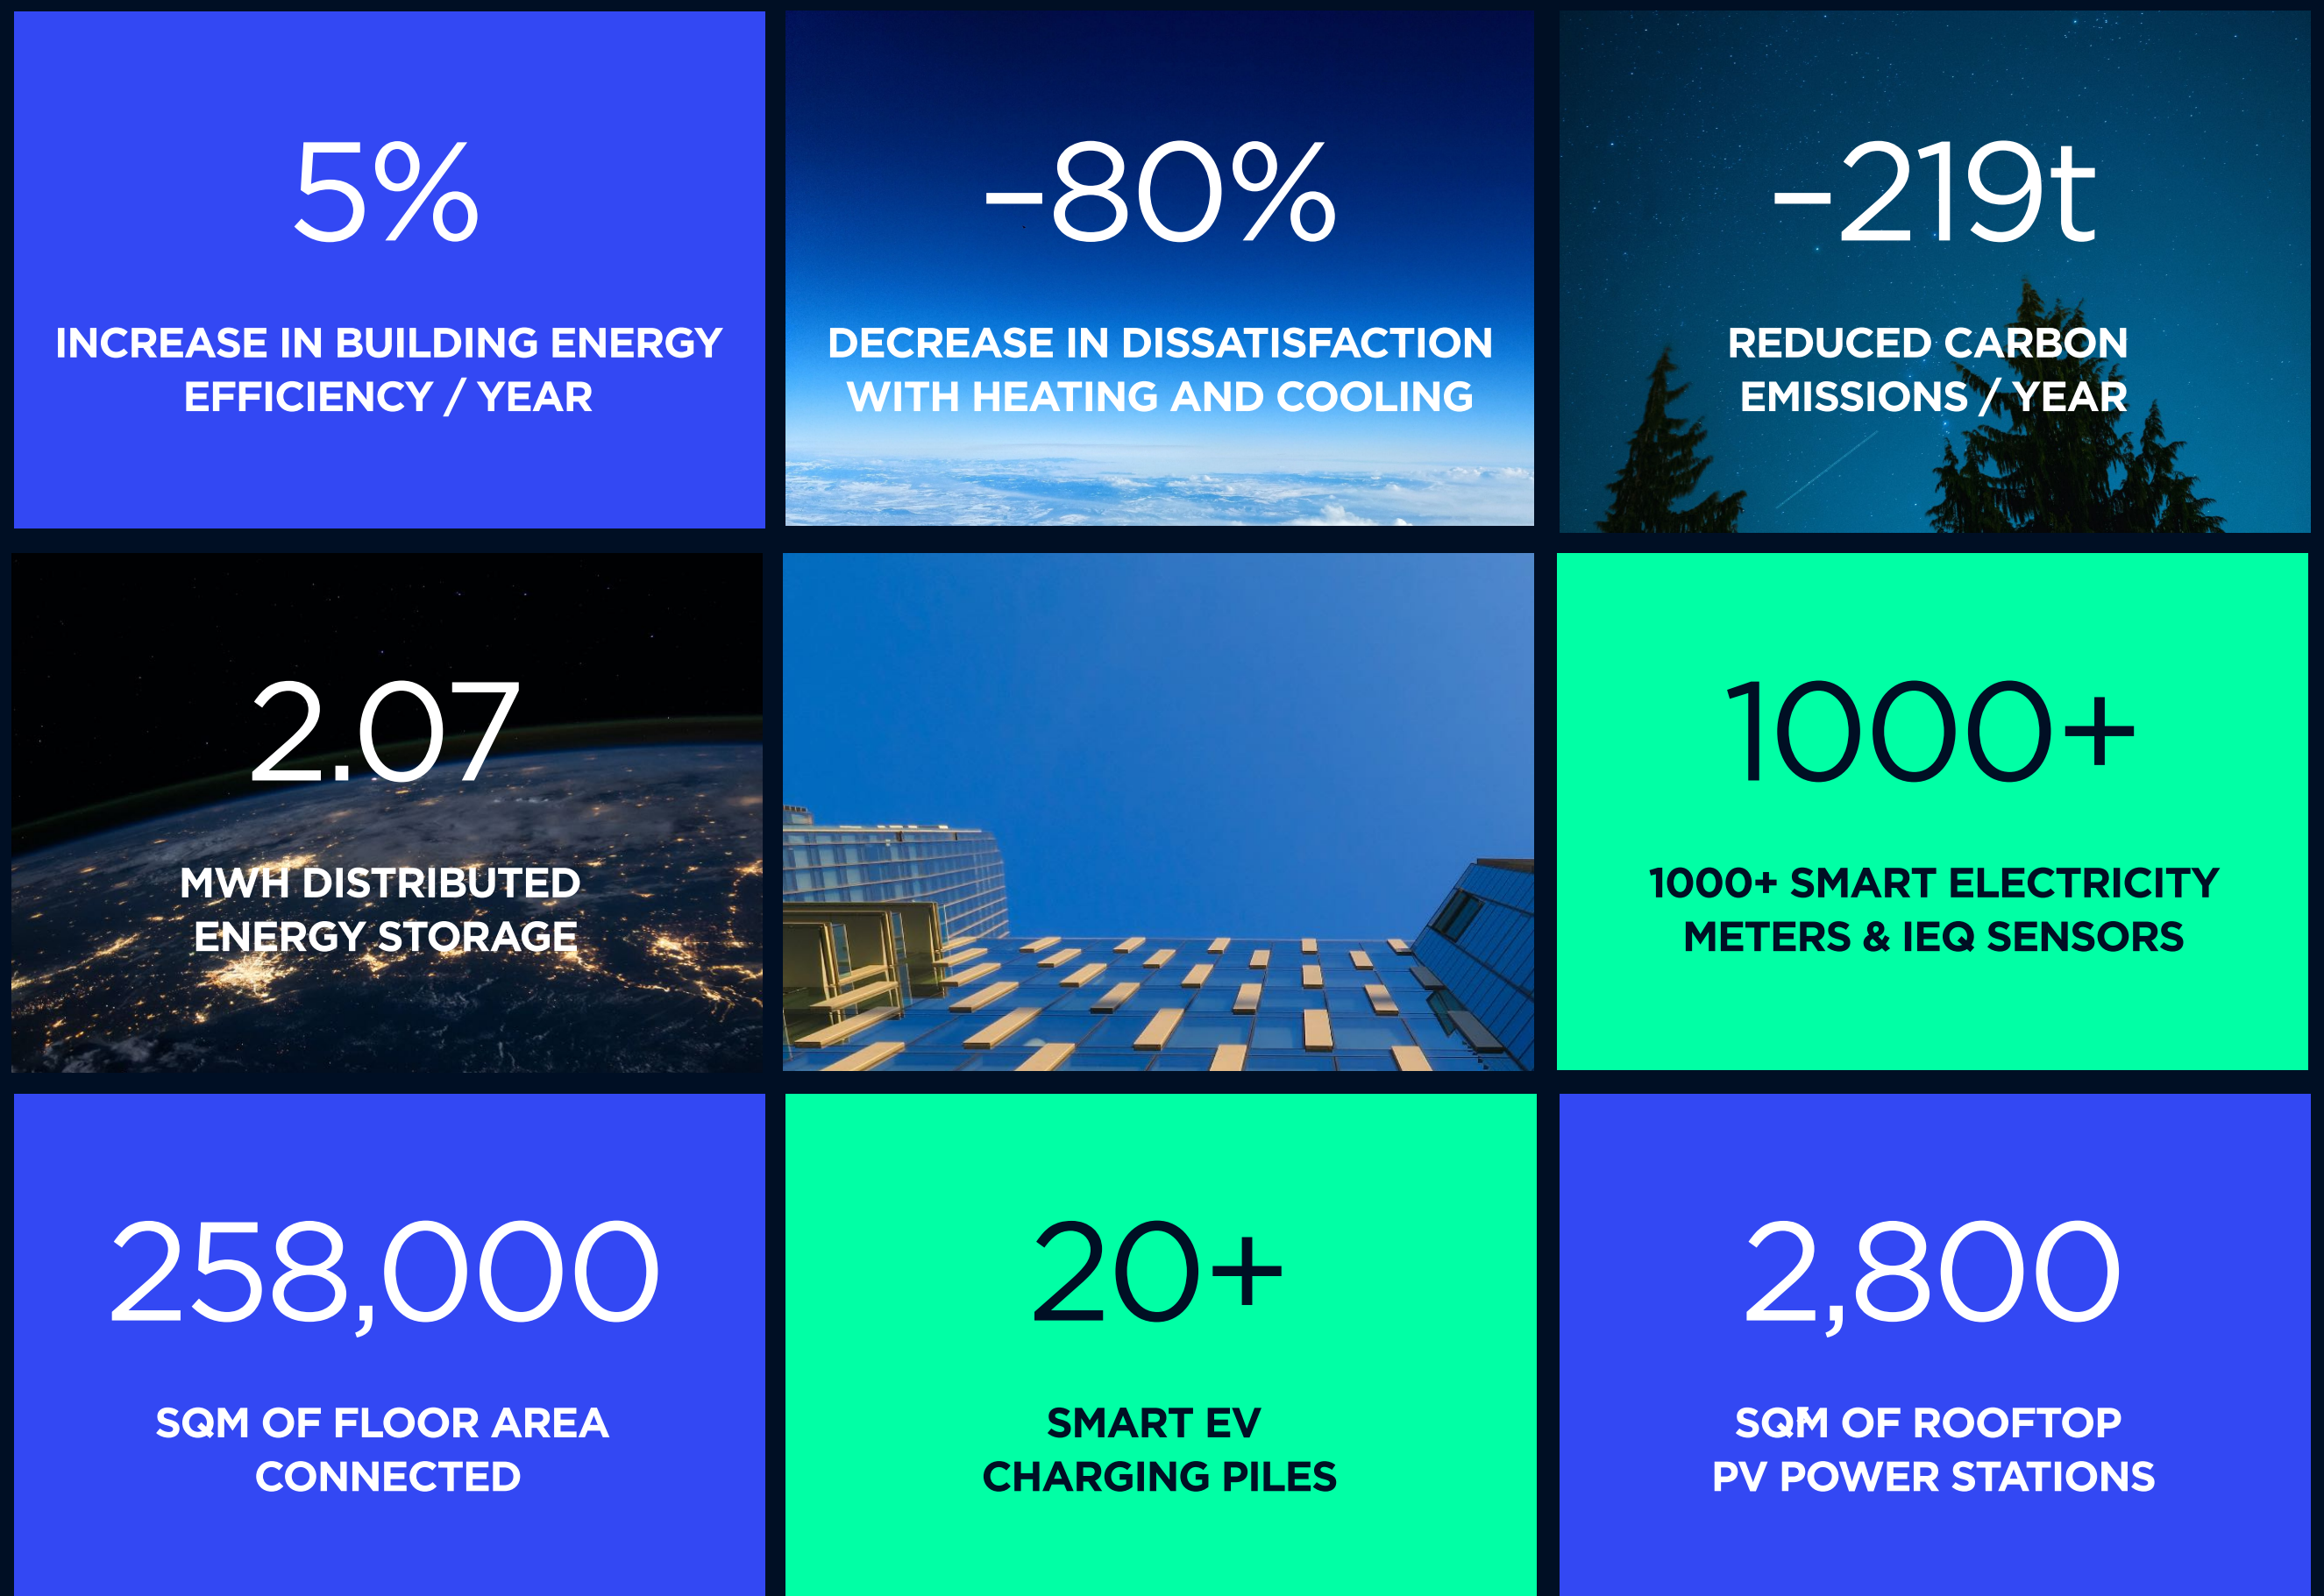 5%
INCREASE IN BUILDING ENERGY
EFFICIENCY / YEAR
-80%
DECREASE IN DISSATISFACTION
WITH HEATING AND COOLING
-219t
REDUCED CARBON
EMISSIONS / YEAR
2.07
MWH DISTRIBUTED
ENERGY STORAGE
1000+
1000+ SMART ELECTRICITY
METERS & IEQ SENSORS
258,000
SQM OF FLOOR AREA
CONNECTED
20+
SMART EV
CHARGING PILES
2,800
SQM OF ROOFTOP
PV POWER STATIONS